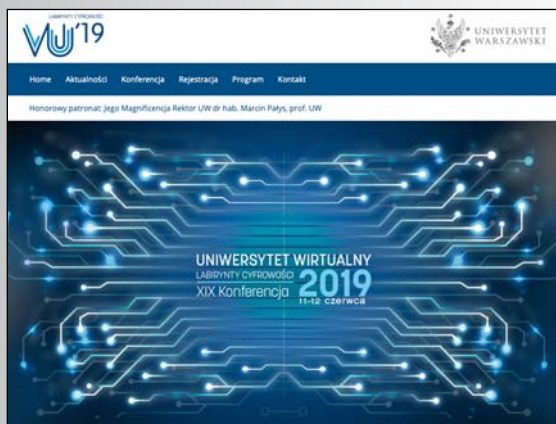 LABIRYNTY CYFROWOŚCI
VU'19
UNIWERSYTET
WARSZAWSKI
Home Aktualności Konferencja Rejestracja Program Kontakt
Honorowy patronat: Jego Magnificencja Rektor UW dr hab. Marcin Pałys, prof. UW
UNIWERSYTET WIRTUALNY
LABIRYNTY CYFROWOŚCI
XIX Konferencja
2019
11-12 czerwca